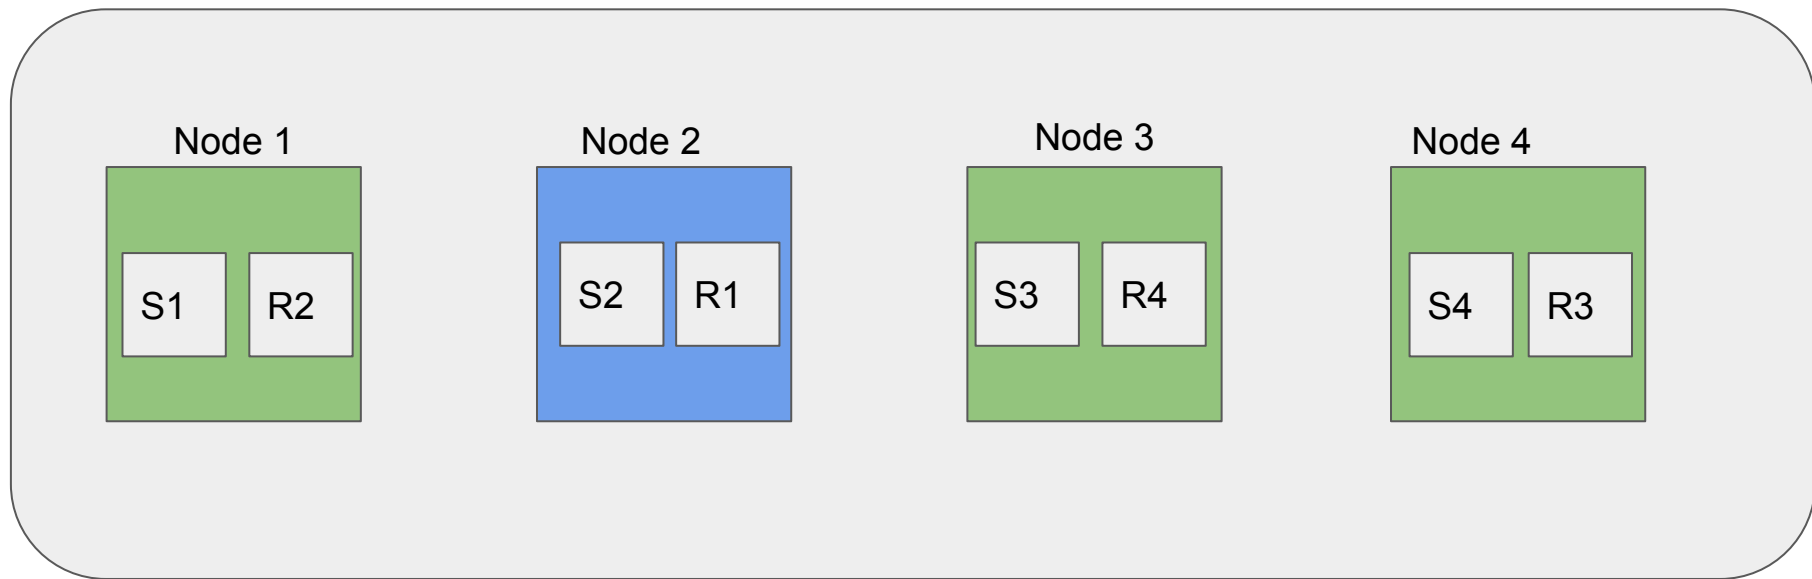 Node 1
Node 2
Node 3
Node 4
S1
R2
S2
R1
S3
R4
S4
R3